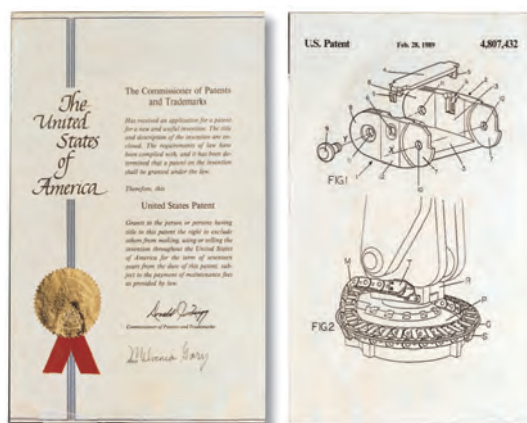 The
United
States
of
America
The Commissioner of Patents
and Trademarks
Has received an application for a patent
for a new and useful invention. The title
and description of the invention are en-
closed. The requirements of law have
been complied with, and it has been de-
termined that a patent on the invention
shall be granted under the law.
Therefore, this
United States Patent
Grants to the person or persons having
title to this patent the right to exclude
others from making, using or selling the
invention throughout the United States
of America for the term of seventeen
years from the date of this patent, sub-
ject to the payment of maintenance fees
as provided by law.
Commissioner of Patents and Trademarks
U.S. Patent Feb. 28, 1989 4,807,432
FIG.1
FIG.2